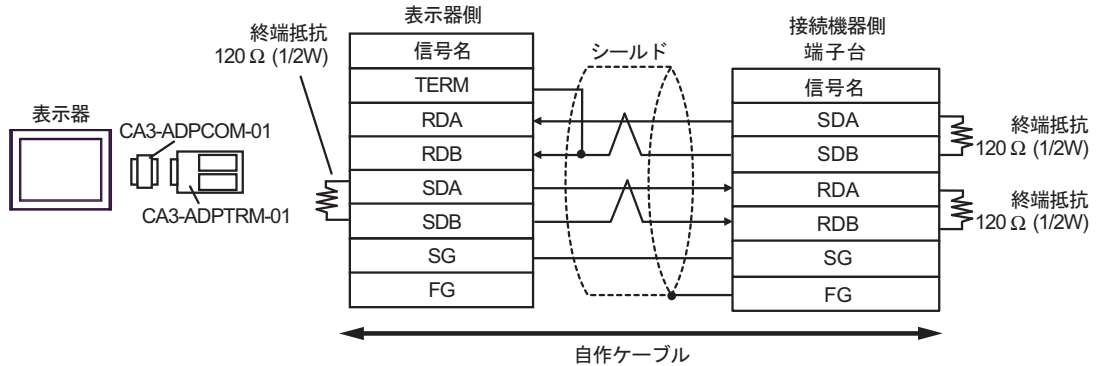 表示器
CA3-ADPCOM-01
CA3-ADPTRM-01
終端抵抗
120 Ω (1/2W)
表示器側
信号名
TERM
RDA
RDB
SDA
SDB
SG
FG
シールド
接続機器側
端子台
信号名
SDA
SDB
RDA
RDB
SG
FG
終端抵抗
120 Ω (1/2W)
終端抵抗
120 Ω (1/2W)
自作ケーブル